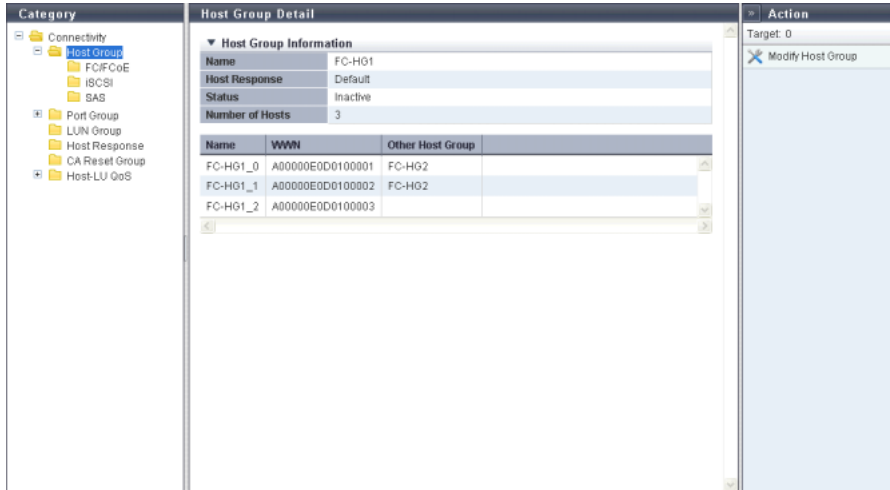 Category
Connectivity
Host Group
FC/FCoE
iSCSI
SAS
Port Group
LUN Group
Host Response
CA Reset Group
Host-LU QoS
Host Group Detail
Host Group Information
Name FC-HG1
Host Response Default
Status Inactive
Number of Hosts 3
Name WWN Other Host Group
FC-HG1_0 A00000E0D0100001 FC-HG2
FC-HG1_1 A00000E0D0100002 FC-HG2
FC-HG1_2 A00000E0D0100003
» Action
Target: 0
Modify Host Group